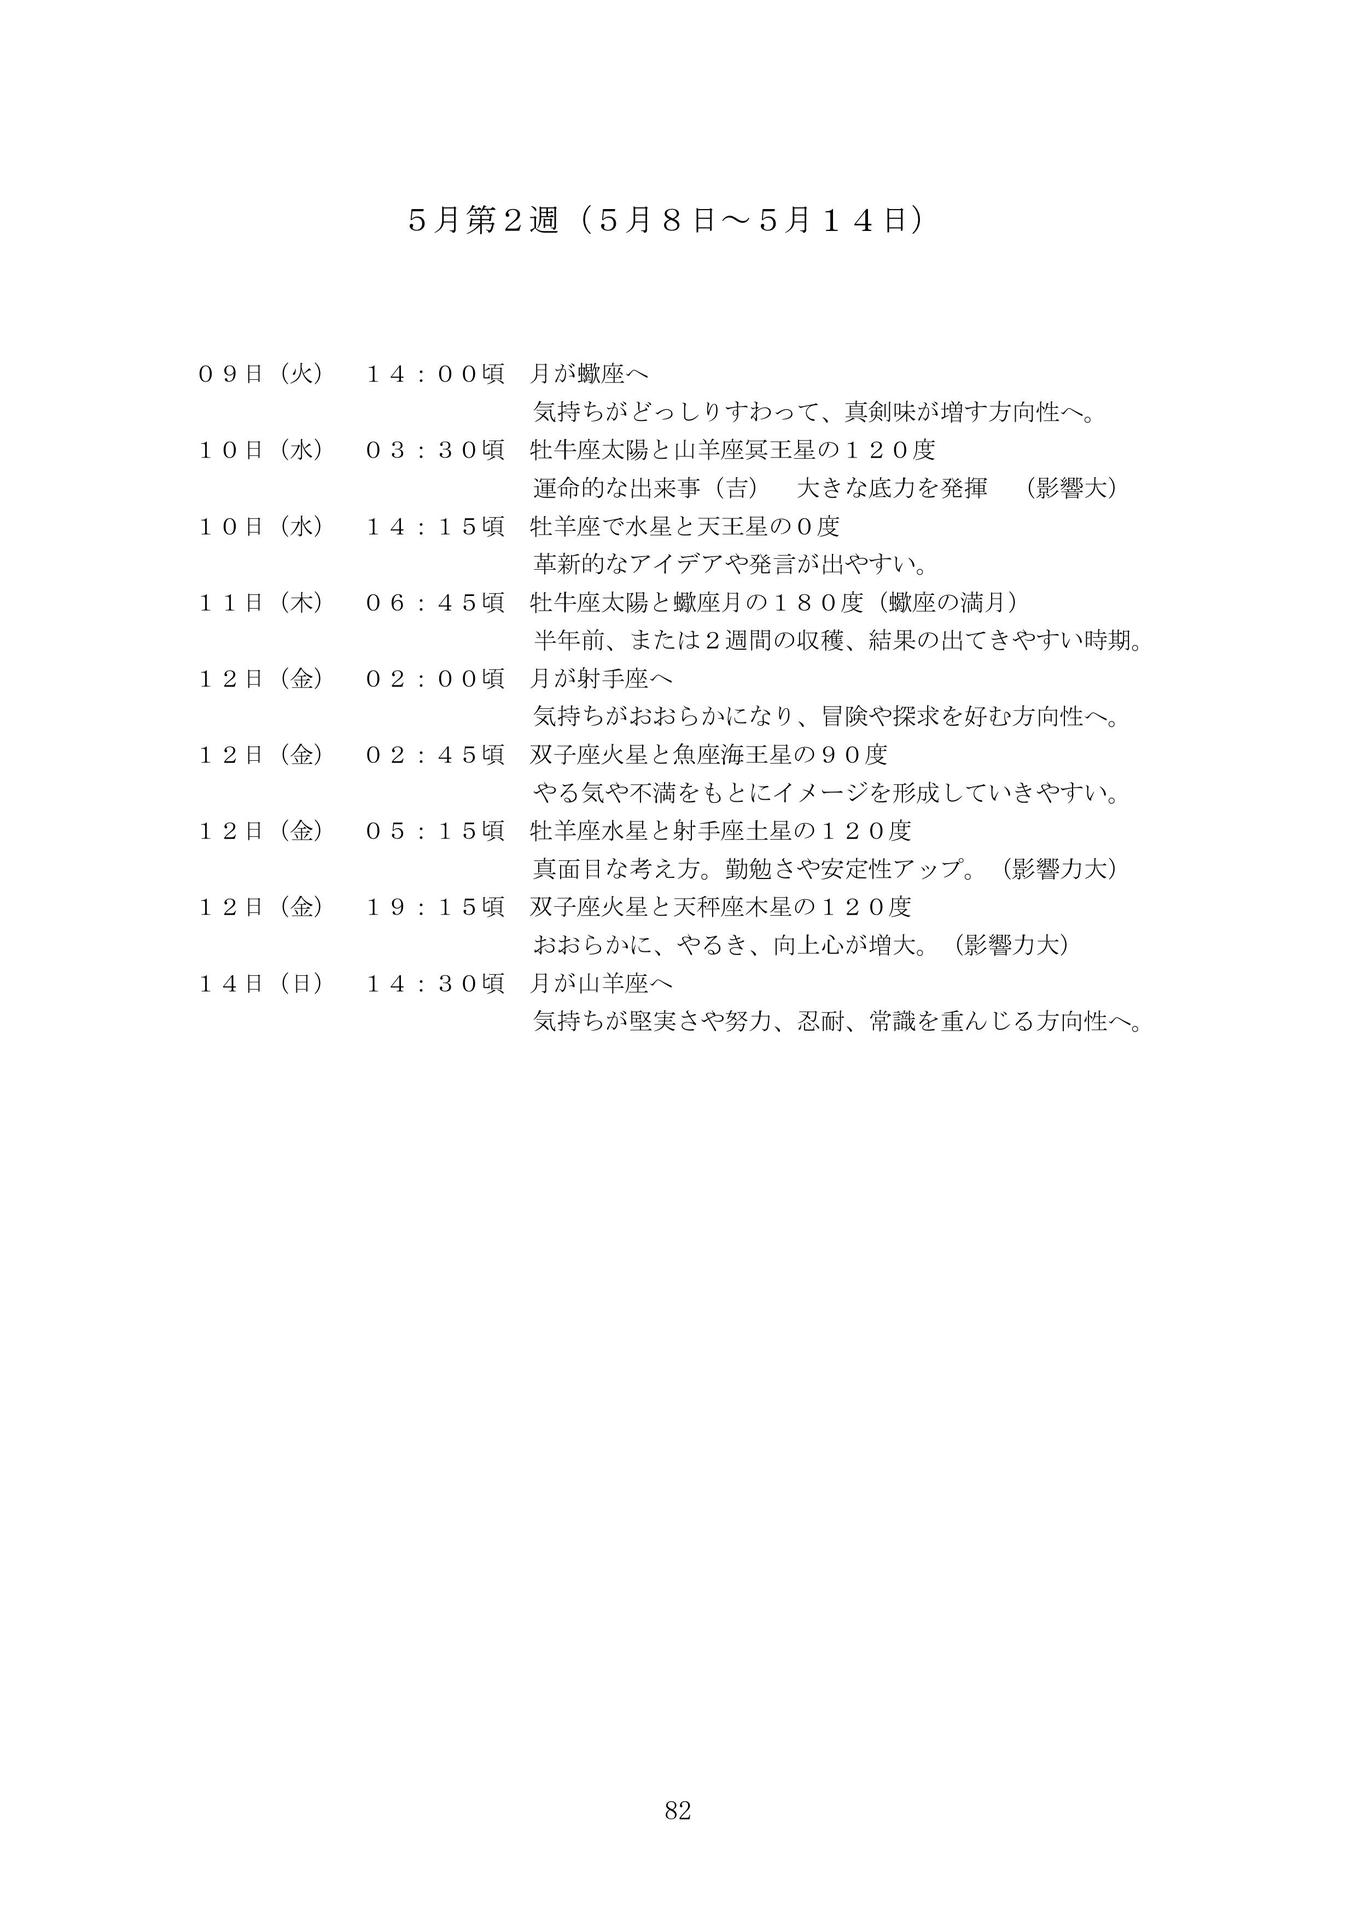 ５月第２週（５月８日～５月１４日）
０９日（火）　１４：００頃　月が蠍座へ
気持ちがどっしりすわって、真剣味が増す方向性へ。
１０日（水）　０３：３０頃　牡牛座太陽と山羊座冥王星の１２０度
運命的な出来事（吉）　大きな底力を発揮　（影響大）
１０日（水）　１４：１５頃　牡羊座で水星と天王星の０度
革新的なアイデアや発言が出やすい。
１１日（木）　０６：４５頃　牡牛座太陽と蠍座月の１８０度（蠍座の満月）
半年前、または２週間の収穫、結果の出てきやすい時期。
１２日（金）　０２：００頃　月が射手座へ
気持ちがおおらかになり、冒険や探求を好む方向性へ。
１２日（金）　０２：４５頃　双子座火星と魚座海王星の９０度
やる気や不満をもとにイメージを形成していきやすい。
１２日（金）　０５：１５頃　牡羊座水星と射手座土星の１２０度
真面目な考え方。勤勉さや安定性アップ。（影響力大）
１２日（金）　１９：１５頃　双子座火星と天秤座木星の１２０度
おおらかに、やるき、向上心が増大。（影響力大）
１４日（日）　１４：３０頃　月が山羊座へ
気持ちが堅実さや努力、忍耐、常識を重んじる方向性へ。
82